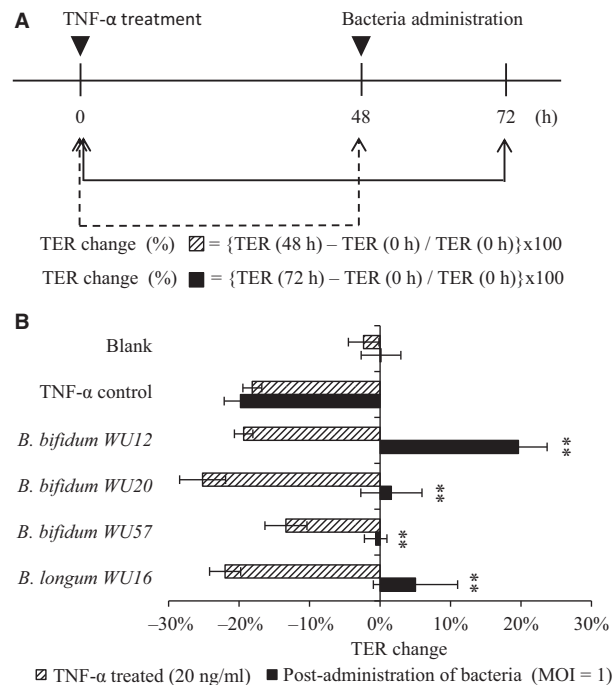 A
TNF-α treatment Bacteria administration
0 48 72 (h)
TER change (%) = {TER (48 h) – TER (0 h) / TER (0 h)}x100
TER change (%) = {TER (72 h) – TER (0 h) / TER (0 h)}x100
B
Blank
TNF-α control
B. bifidum WU12 **
B. bifidum WU20 **
B. bifidum WU57 **
B. longum WU16 **
–30% –20% –10% 0% 10% 20% 30%
TER change
TNF-α treated (20 ng/ml) Post-administration of bacteria (MOI = 1)